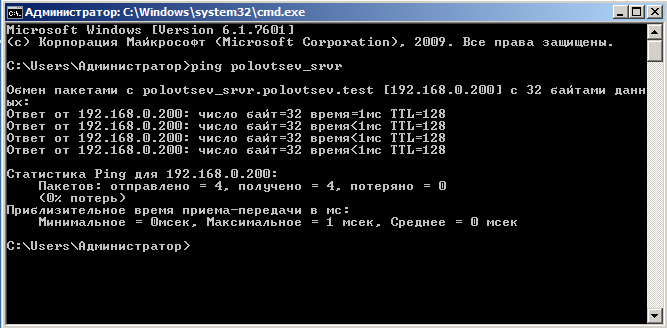 Администратор: C:\Windows\system32\cmd.exe
Microsoft Windows [Version 6.1.7601]
(c) Корпорация Майкрософт (Microsoft Corporation), 2009. Все права защищены.
C:\Users\Администратор>ping polovtsev_srvr
Обмен пакетами с polovtsev_srvr.polovtsev.test [192.168.0.200] с 32 байтами данн
ых:
Ответ от 192.168.0.200: число байт=32 время=1мс TTL=128
Ответ от 192.168.0.200: число байт=32 время<1мс TTL=128
Ответ от 192.168.0.200: число байт=32 время<1мс TTL=128
Ответ от 192.168.0.200: число байт=32 время<1мс TTL=128
Статистика Ping для 192.168.0.200:
Пакетов: отправлено = 4, получено = 4, потеряно = 0
(0% потерь)
Приблизительное время приема-передачи в мс:
Минимальное = 0мсек, Максимальное = 1 мсек, Среднее = 0 мсек
C:\Users\Администратор>